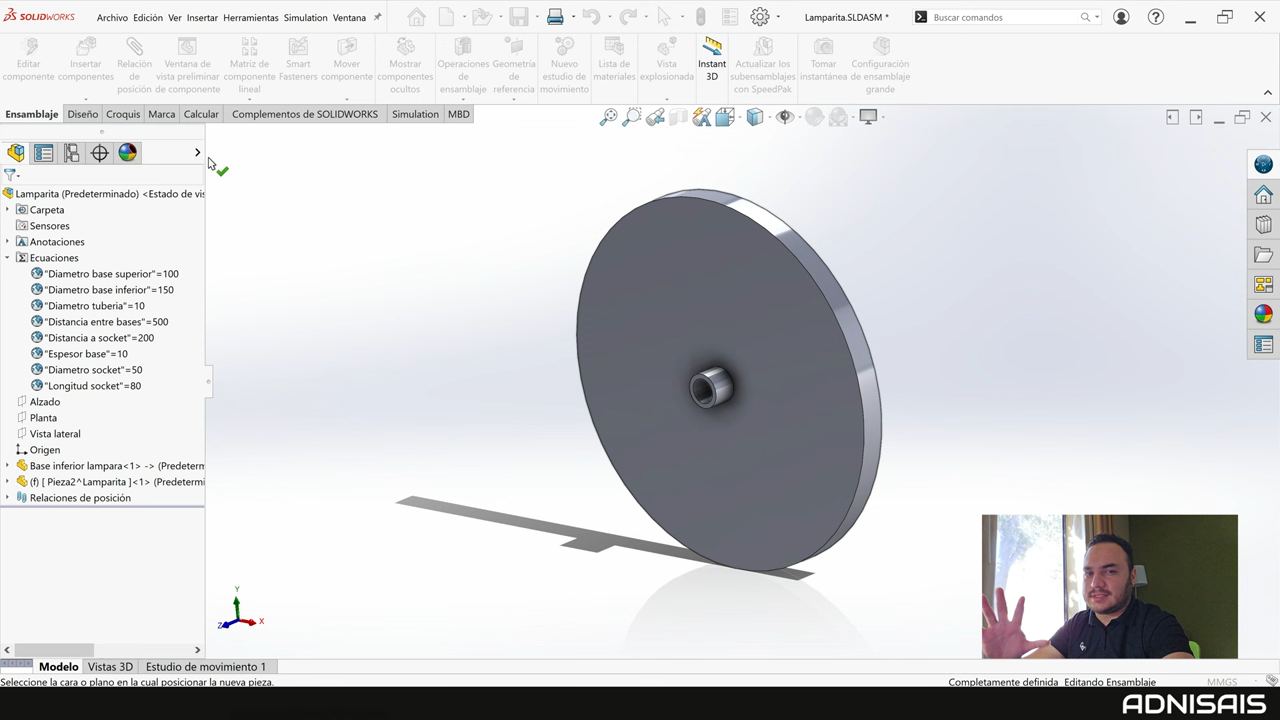 SOLIDWORKS
Archivo Edición Ver Insertar Herramientas Simulation Ventana
Lamparita.SLDASM *
Buscar comandos
Editar componente
Insertar componentes
Relación de posición
Ventana de vista preliminar de component
Matriz de componente lineal
Smart Fasteners
Mover componente
Mostrar componentes ocultos
Operaciones de ensamblaje
Geometría de referencia
Nuevo estudio de movimiento
Lista de materiales
Vista explosionada
Instant 3D
Actualizar los subensamblajes con SpeedPak
Tomar instantánea
Configuración de ensamblaje grande
Ensamblaje Diseño Croquis Marca Calcular Complementos de SOLIDWORKS Simulation MBD
Lamparita (Predeterminado) <Estado de vis
Carpeta
Sensores
Anotaciones
Ecuaciones
"Diametro base superior"=100
"Diametro base inferior"=150
"Diametro tuberia"=10
"Distancia entre bases"=500
"Distancia a socket"=200
"Espesor base"=10
"Diametro socket"=50
"Longitud socket"=80
Alzado
Planta
Vista lateral
Origen
Base inferior lampara<1> -> (Predetern
(f) [ Pieza2^Lamparita ]<1> (Predetermi
Relaciones de posición
Y
Z X
Modelo Vistas 3D Estudio de movimiento 1
Seleccione la cara o plano en la cual posicionar la nueva pieza.
Completamente definida Editando Ensamblaje MMGS
ADNISAIS